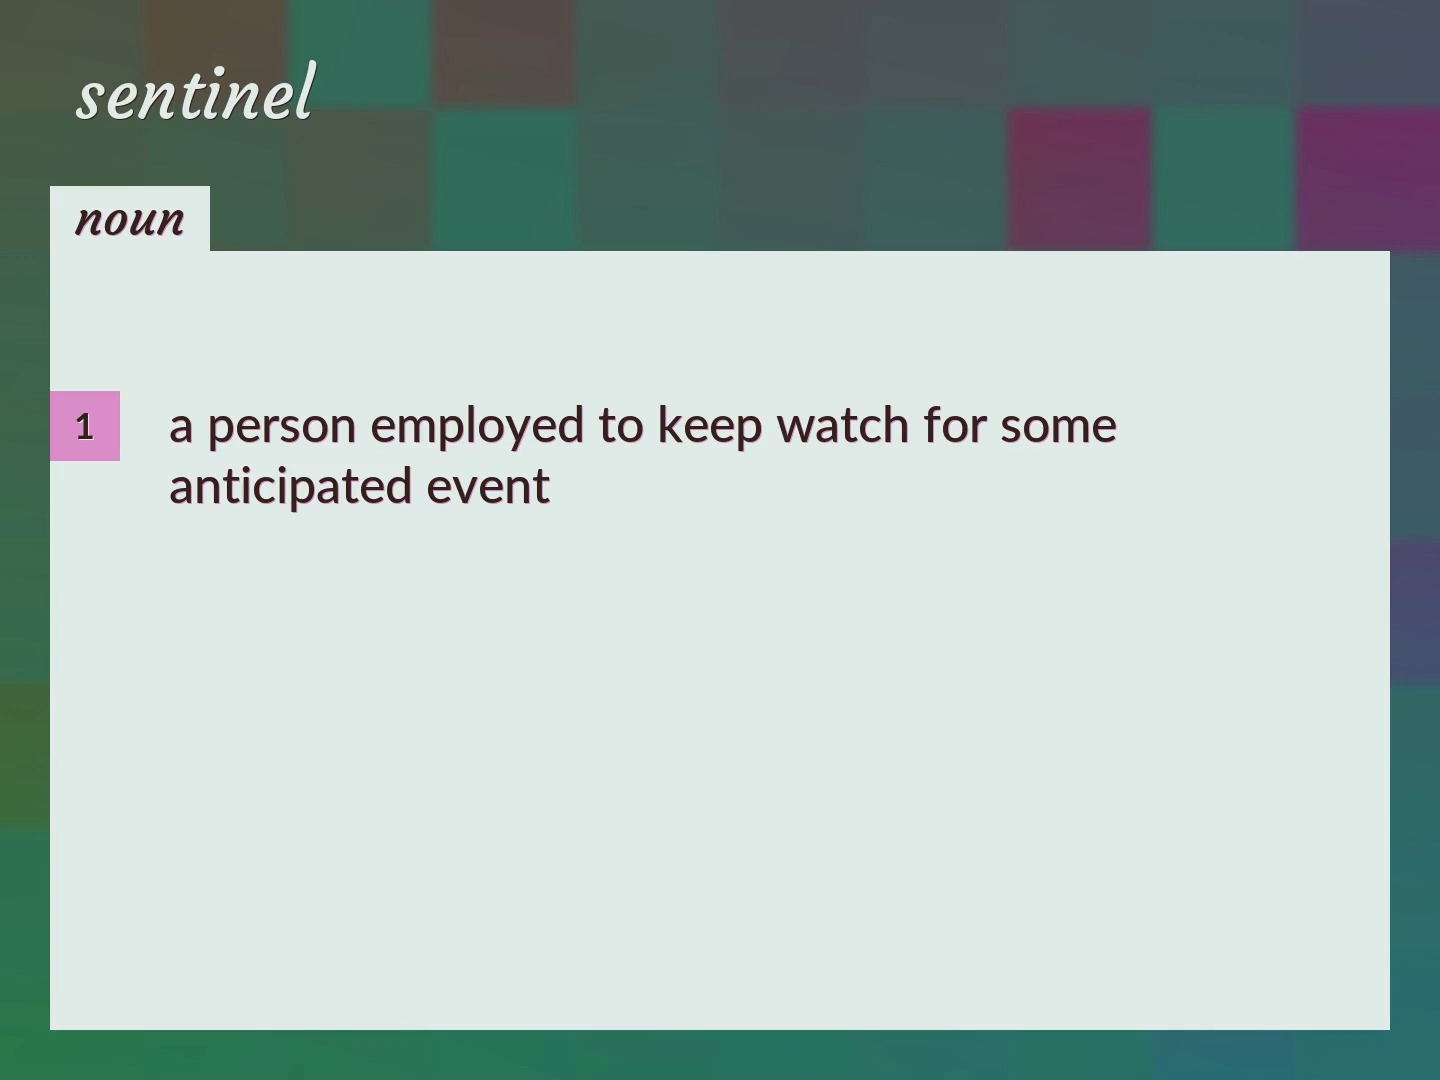 sentinel
noun
1 a person employed to keep watch for some
anticipated event